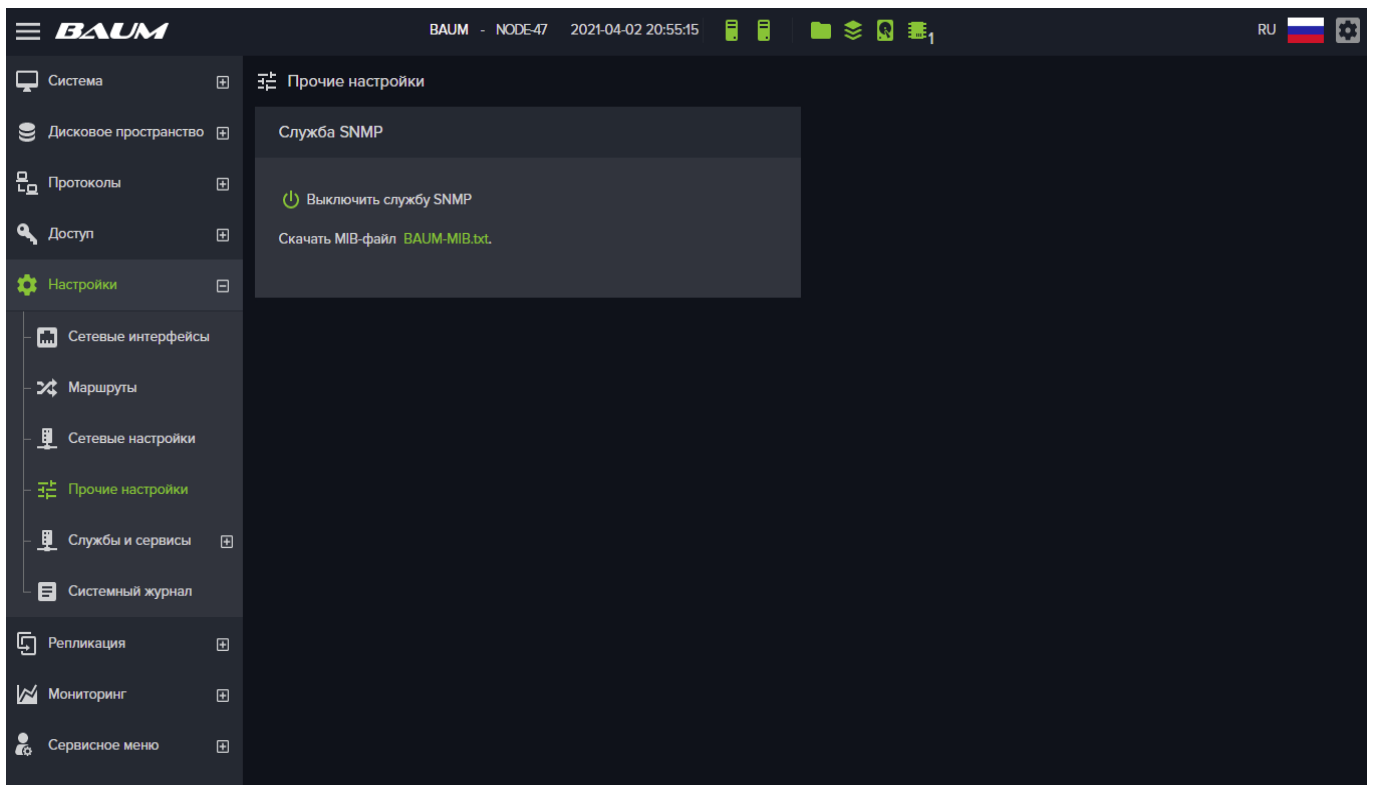 BAUM
BAUM - NODE-47 2021-04-02 20:55:15
1
RU
Система
Дисковое пространство
Протоколы
Доступ
Настройки
Сетевые интерфейсы
Маршруты
Сетевые настройки
Прочие настройки
Службы и сервисы
Системный журнал
Репликация
Мониторинг
Сервисное меню
Прочие настройки
Служба SNMP
Выключить службу SNMP
Скачать MIB-файл BAUM-MIB.txt.